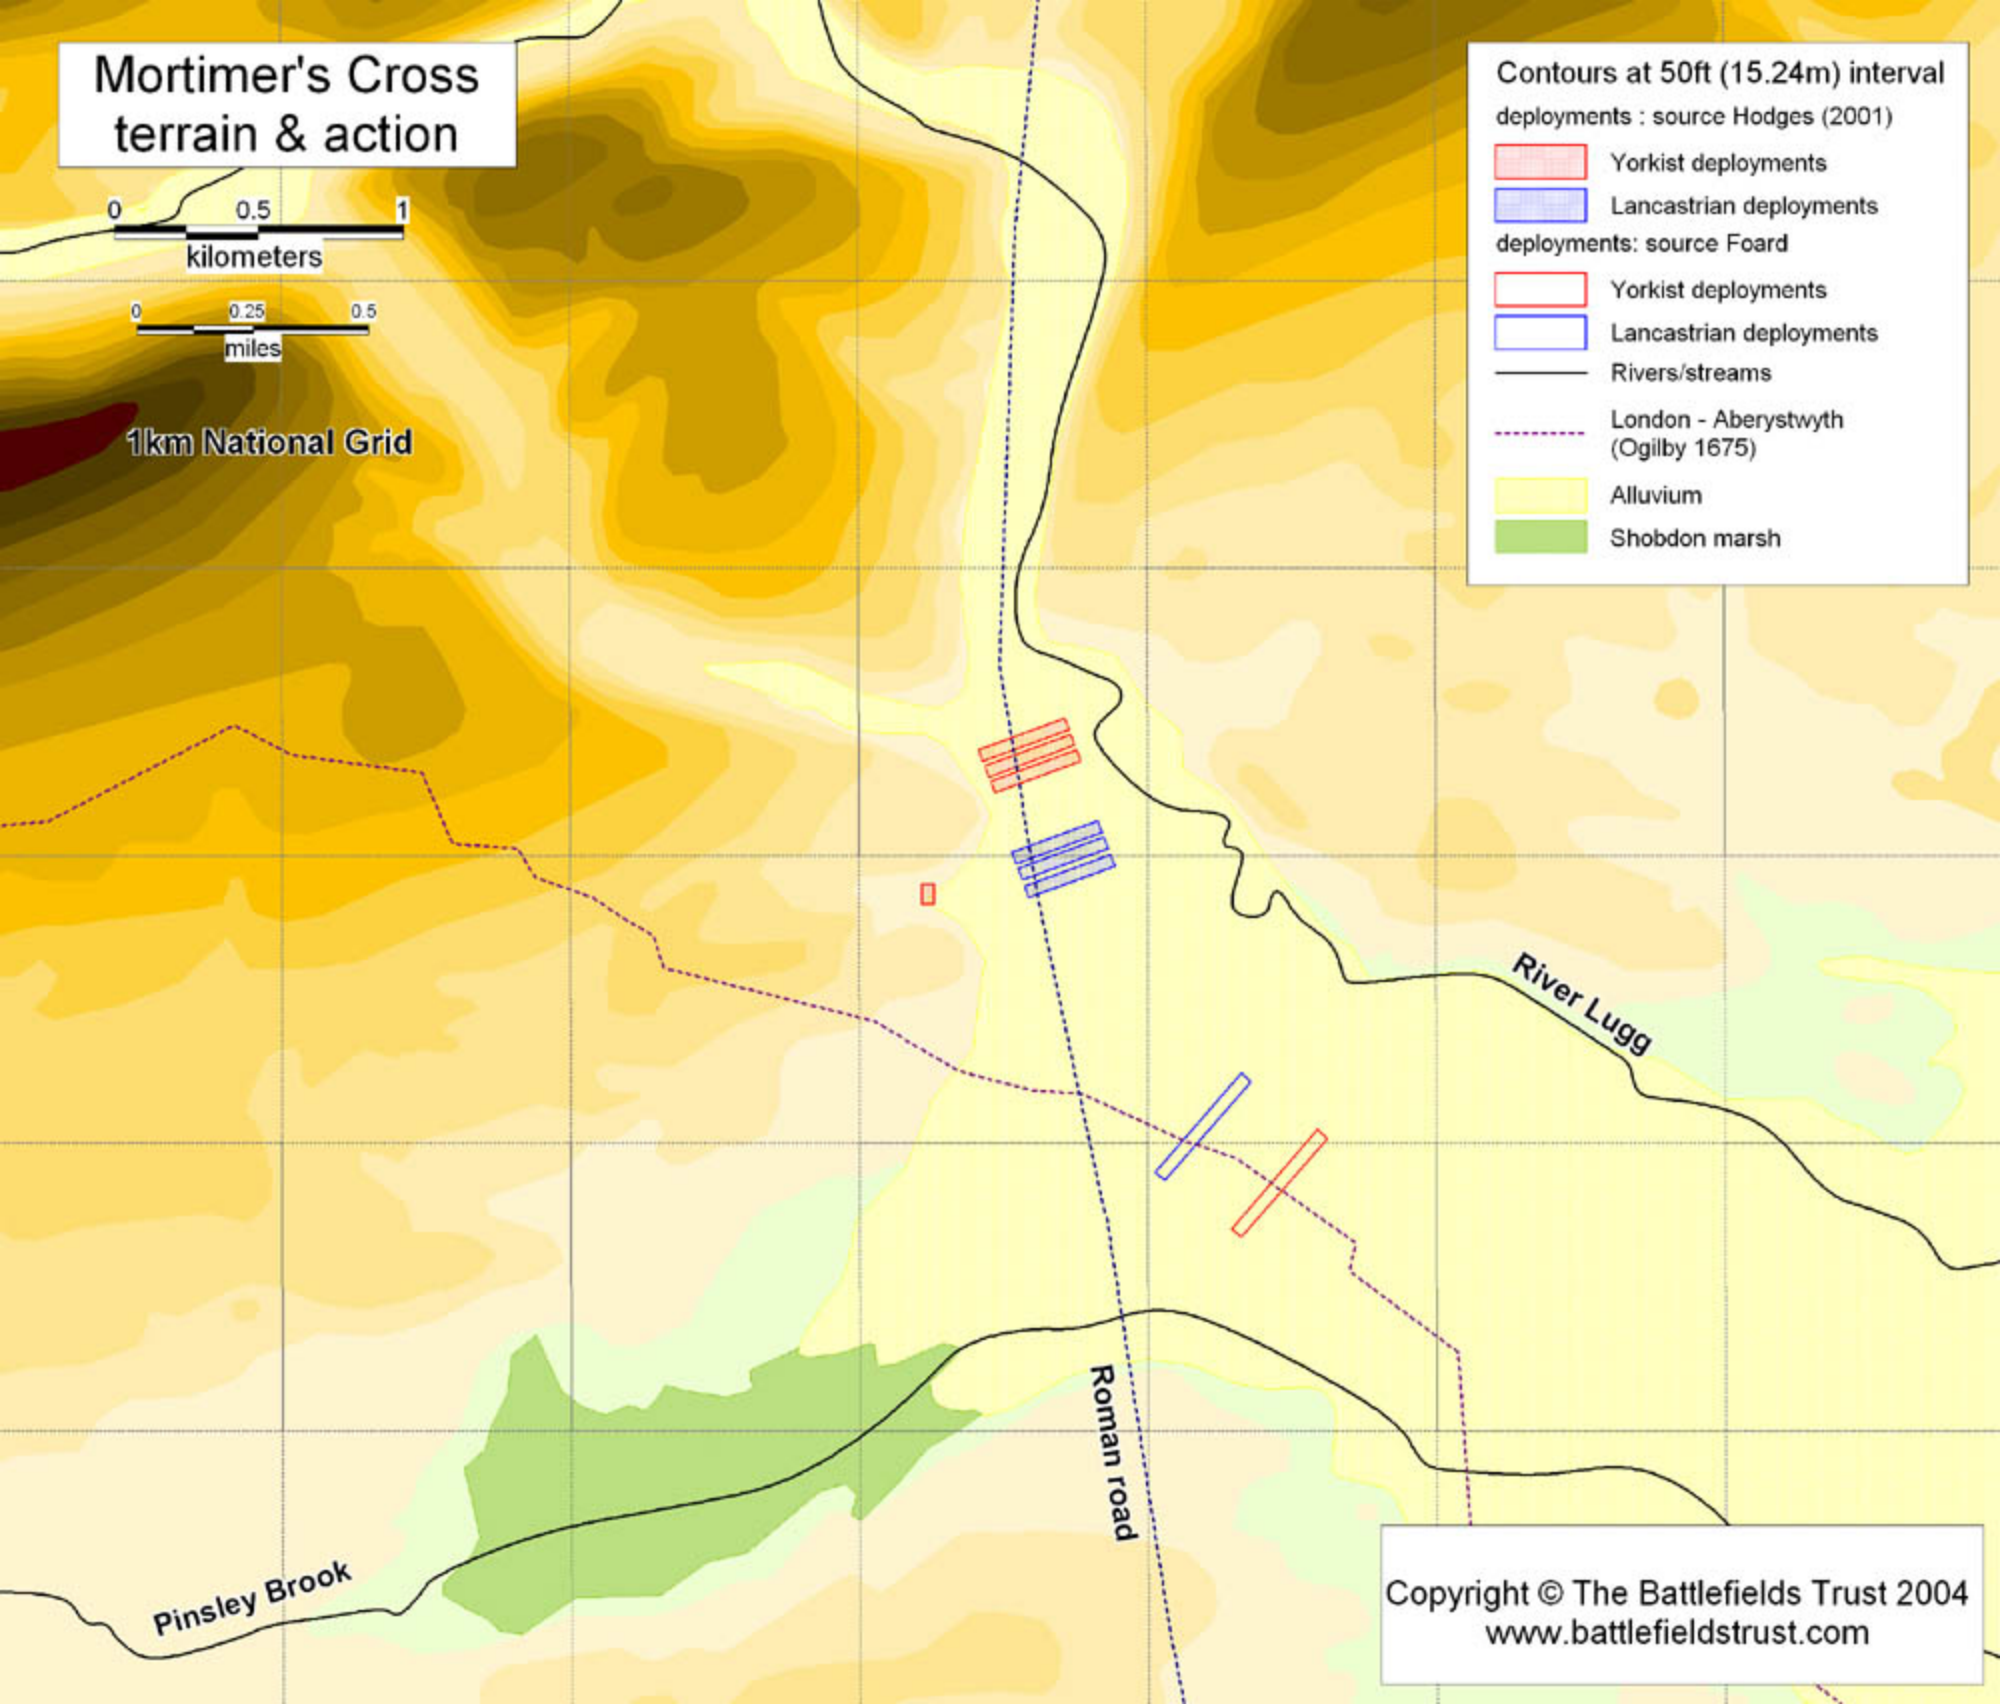 Mortimer's Cross
terrain & action
0 0.5 1
kilometers
0 0.25 0.5
miles
1km National Grid
Contours at 50ft (15.24m) interval
deployments : source Hodges (2001)
Yorkist deployments
Lancastrian deployments
deployments: source Foard
Yorkist deployments
Lancastrian deployments
Rivers/streams
London - Aberystwyth
(Ogilby 1675)
Alluvium
Shobdon marsh
River Lugg
Roman road
Pinsley Brook
Copyright © The Battlefields Trust 2004
www.battlefieldstrust.com